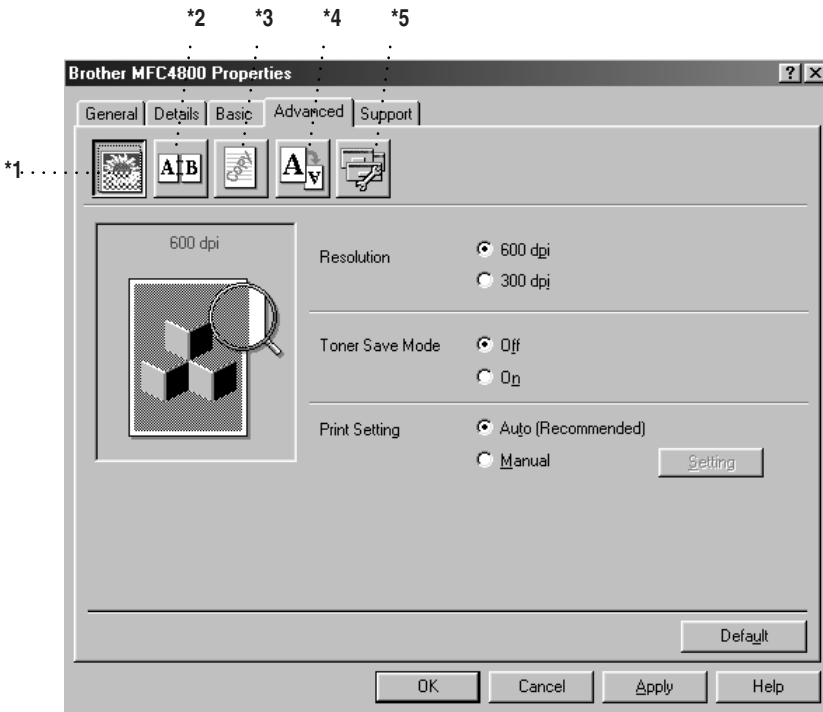 *2 *3 *4 *5
Brother MFC4800 Properties
General Details Basic Advanced Support
*1
A B COPY A A
600 dpi
Resolution
600 dpi
300 dpi
Toner Save Mode
Off
On
Print Setting
Auto (Recommended)
Manual
Setting
Default
OK Cancel Apply Help